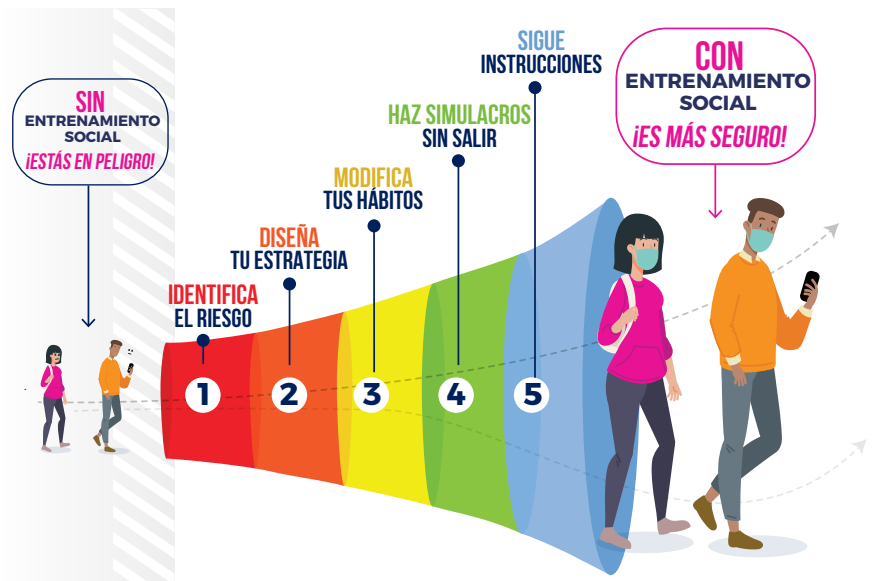 SIN
ENTRENAMIENTO
SOCIAL
¡ESTÁS EN PELIGRO!
IDENTIFICA
EL RIESGO
DISEÑA
TU ESTRATEGIA
MODIFICA
TUS HÁBITOS
HAZ SIMULACROS
SIN SALIR
SIGUE
INSTRUCCIONES
CON
ENTRENAMIENTO
SOCIAL
¡ES MÁS SEGURO!
1
2
3
4
5